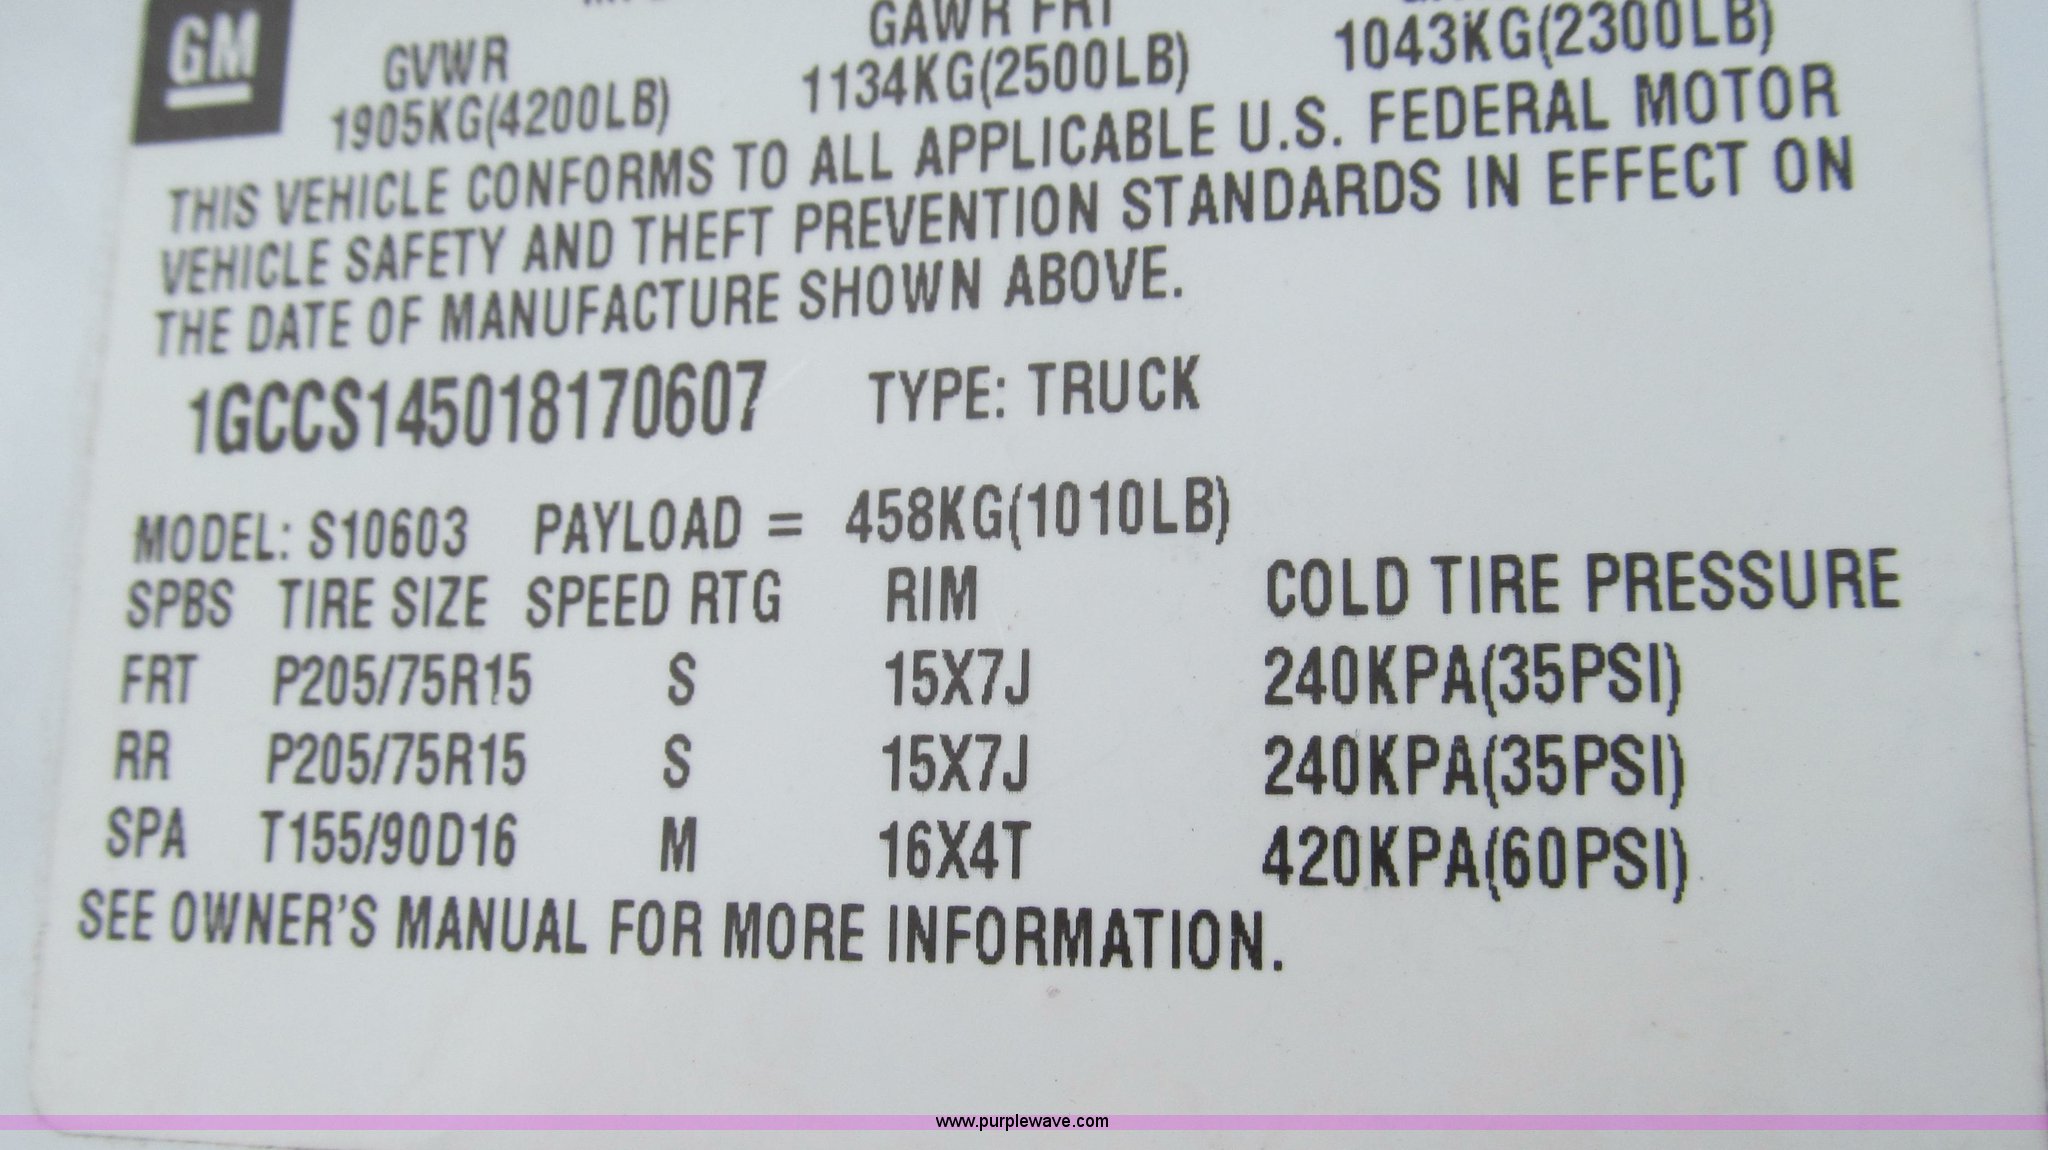 GM
GVWR GAWR FRT
1905KG(4200LB) 1134KG(2500LB) 1043KG(2300LB)
THIS VEHICLE CONFORMS TO ALL APPLICABLE U.S. FEDERAL MOTOR
VEHICLE SAFETY AND THEFT PREVENTION STANDARDS IN EFFECT ON
THE DATE OF MANUFACTURE SHOWN ABOVE.
1GCCS145018170607 TYPE: TRUCK
MODEL: S10603 PAYLOAD = 458KG(1010LB)
SPBS TIRE SIZE SPEED RTG RIM COLD TIRE PRESSURE
FRT P205/75R15 S 15X7J 240KPA(35PSI)
RR P205/75R15 S 15X7J 240KPA(35PSI)
SPA T155/90D16 M 16X4T 420KPA(60PSI)
SEE OWNER'S MANUAL FOR MORE INFORMATION.
www.purplewave.com